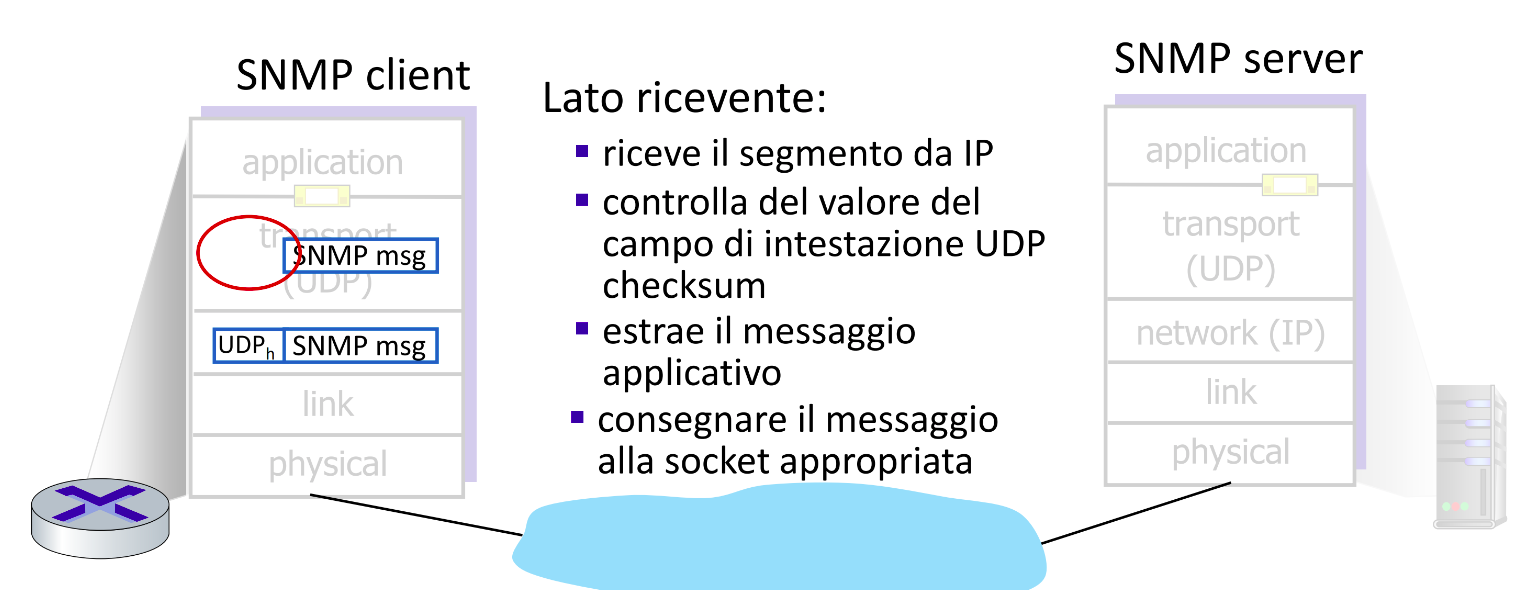 SNMP client
application
transport
SNMP msg
(UDP)
UDPh SNMP msg
link
physical
Lato ricevente:
riceve il segmento da IP
controlla del valore del
campo di intestazione UDP
checksum
estrae il messaggio
applicativo
consegnare il messaggio
alla socket appropriata
SNMP server
application
transport
(UDP)
network (IP)
link
physical